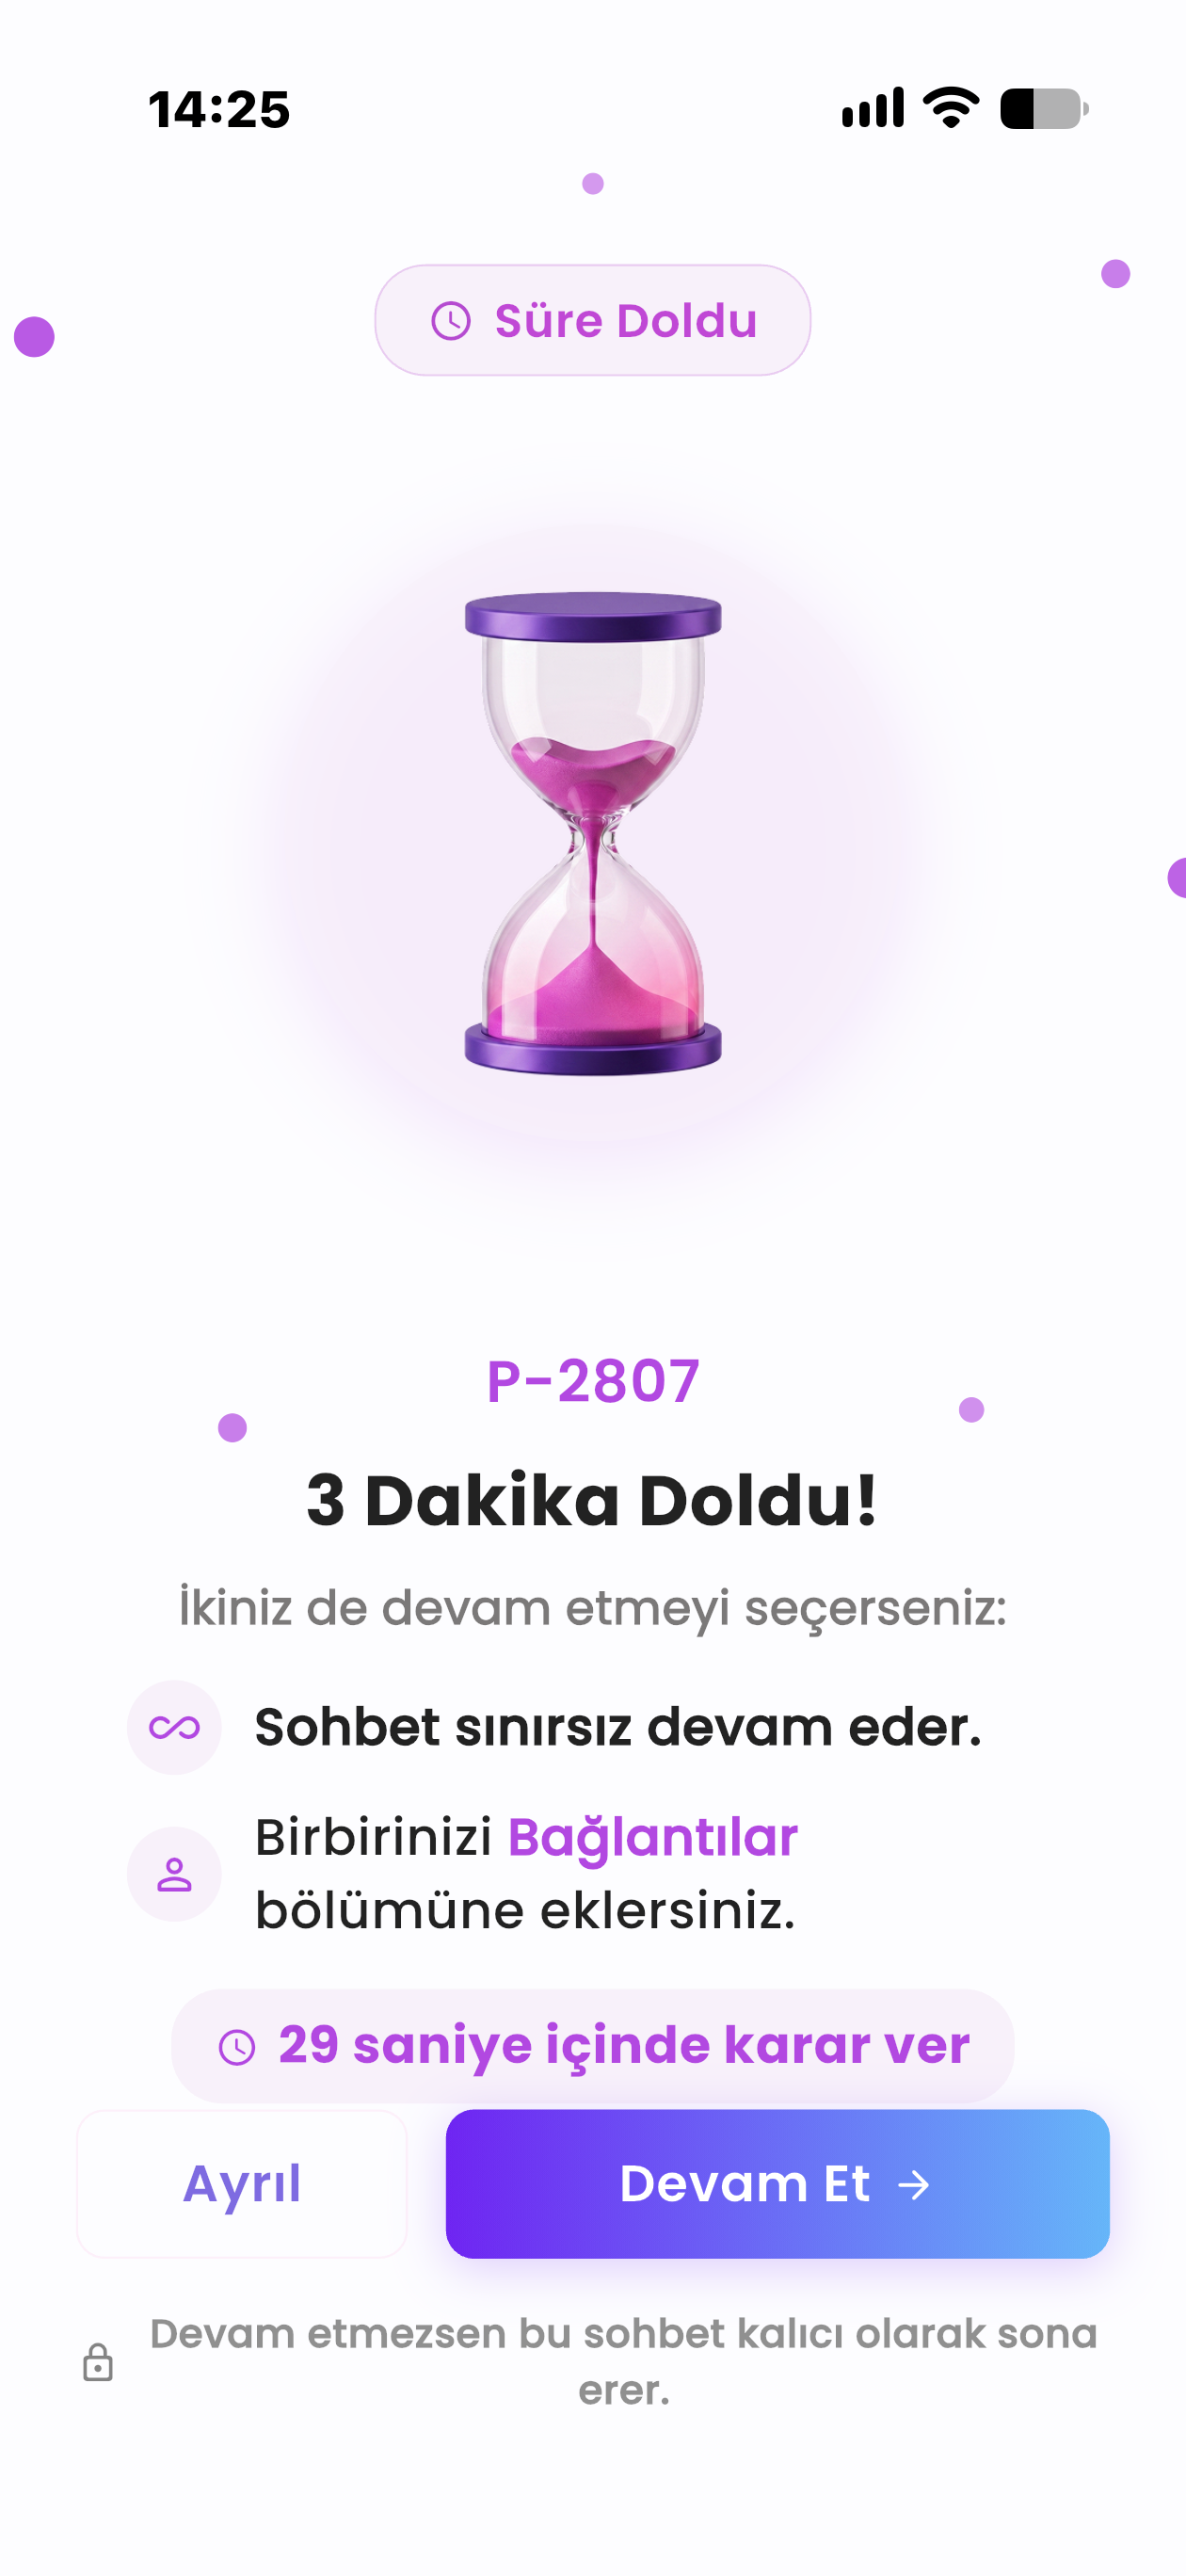 14:25
Süre Doldu
P-2807
3 Dakika Doldu!
İkiniz de devam etmeyi seçerseniz:
Sohbet sınırsız devam eder.
Birbirinizi Bağlantılar
bölümüne eklersiniz.
29 saniye içinde karar ver
Ayrıl
Devam Et →
Devam etmezsen bu sohbet kalıcı olarak sona
erer.